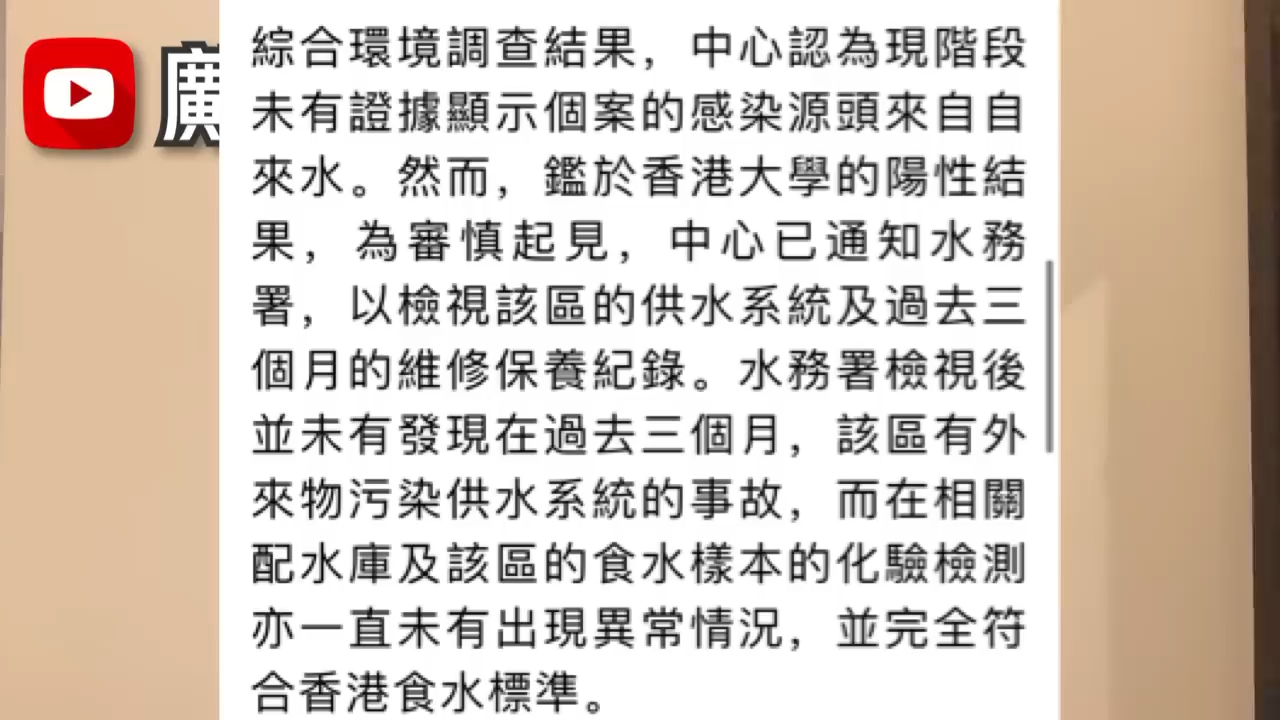 廣
綜合環境調查結果，中心認為現階段
未有證據顯示個案的感染源頭來自自
來水。然而，鑑於香港大學的陽性結
果，為審慎起見，中心已通知水務
署，以檢視該區的供水系統及過去三
個月的維修保養紀錄。水務署檢視後
並未有發現在過去三個月，該區有外
來物污染供水系統的事故，而在相關
配水庫及該區的食水樣本的化驗檢測
亦一直未有出現異常情況，並完全符
合香港食水標準。